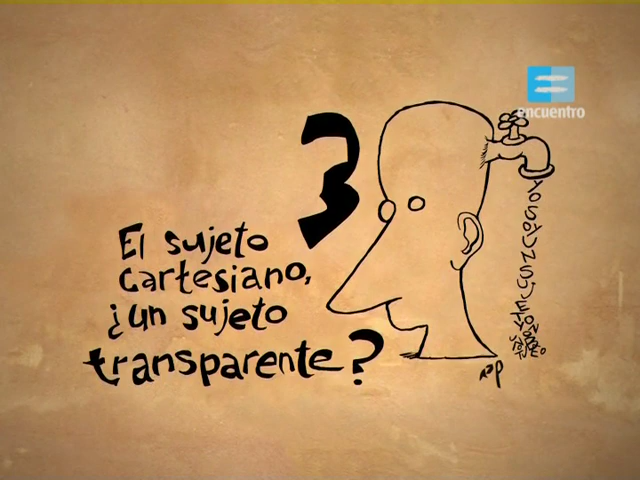 encuentro
3
El sujeto
cartesiano,
¿un sujeto
transparente?